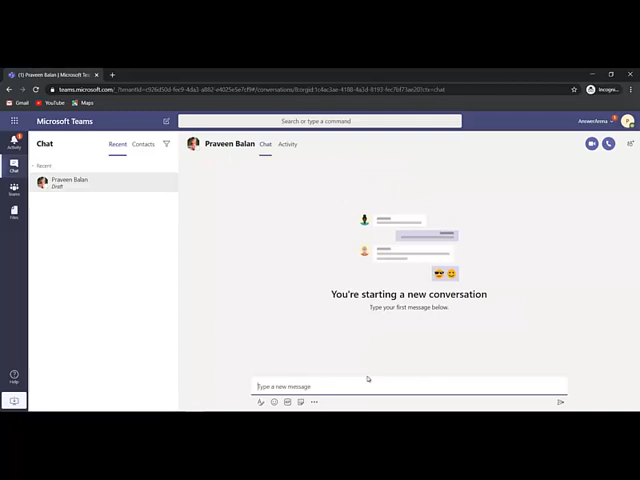 (1) Praveen Balan | Microsoft T
teams.microsoft.com
Incogni...
Gmail YouTube Maps
Microsoft Teams
Search or type a command
AnswerArena
P
Activity
Chat
Teams
Files
Help
Chat
Recent Contacts
Recent
Praveen Balan
Draft
Praveen Balan Chat Activity
You're starting a new conversation
Type your first message below.
Type a new message